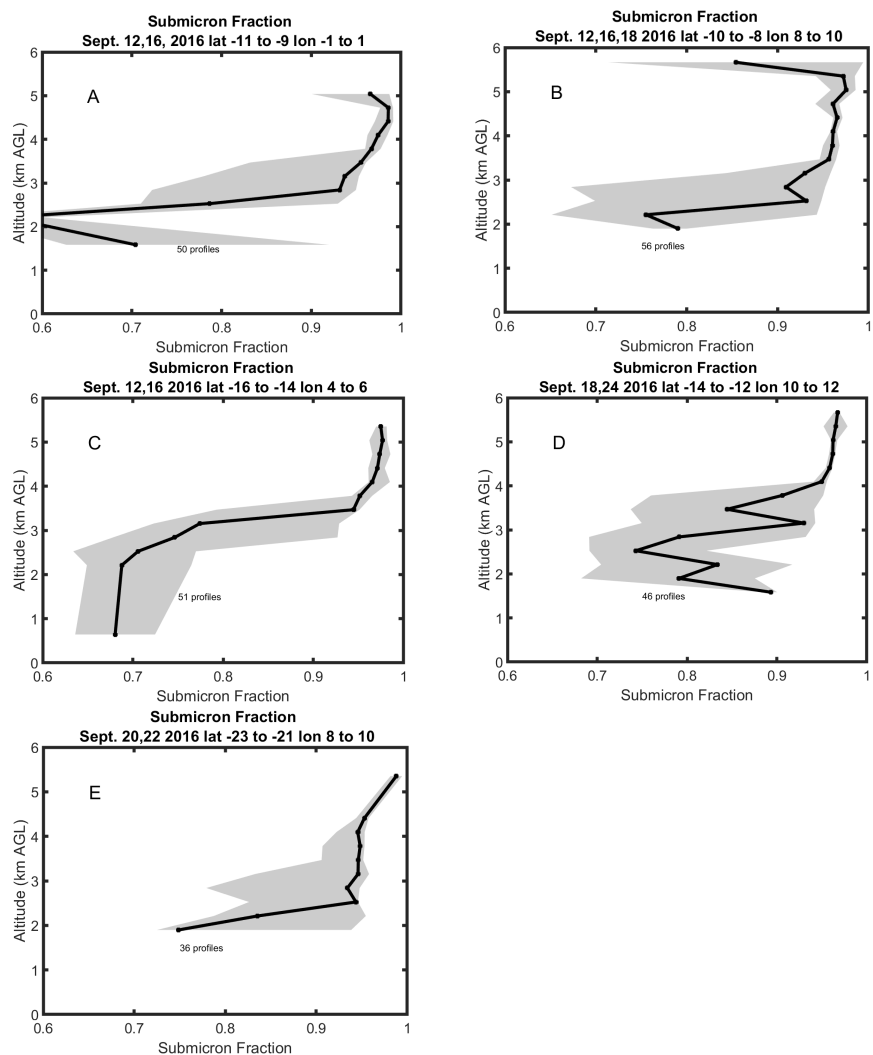 Submicron Fraction
Sept. 12,16, 2016 lat -11 to -9 lon -1 to 1
6
5
4
3
2
1
0
Altitude (km AGL)
A
50 profiles
0.6 0.7 0.8 0.9 1
Submicron Fraction
Submicron Fraction
Sept. 12,16,18 2016 lat -10 to -8 lon 8 to 10
6
5
4
3
2
1
0
Altitude (km AGL)
B
56 profiles
0.6 0.7 0.8 0.9 1
Submicron Fraction
Submicron Fraction
Sept. 12,16 2016 lat -16 to -14 lon 4 to 6
6
5
4
3
2
1
0
Altitude (km AGL)
C
51 profiles
0.6 0.7 0.8 0.9 1
Submicron Fraction
Submicron Fraction
Sept. 18,24 2016 lat -14 to -12 lon 10 to 12
6
5
4
3
2
1
0
Altitude (km AGL)
D
46 profiles
0.6 0.7 0.8 0.9 1
Submicron Fraction
Submicron Fraction
Sept. 20,22 2016 lat -23 to -21 lon 8 to 10
6
5
4
3
2
1
0
Altitude (km AGL)
E
36 profiles
0.6 0.7 0.8 0.9 1
Submicron Fraction